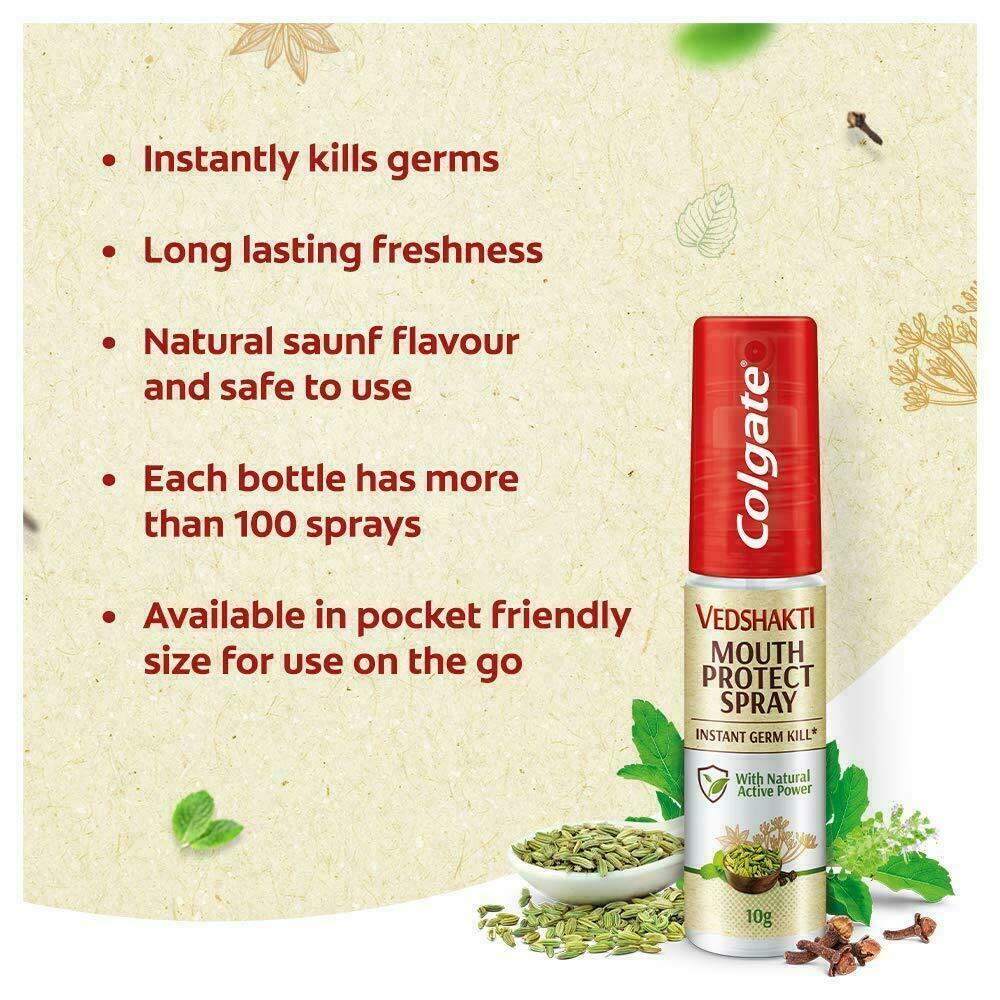 • Instantly kills germs
• Long lasting freshness
• Natural saunf flavour
and safe to use
• Each bottle has more
than 100 sprays
• Available in pocket friendly
size for use on the go
Colgate®
VEDSHAKTI
MOUTH
PROTECT
SPRAY
INSTANT GERM KILL*
With Natural
Active Power
10g